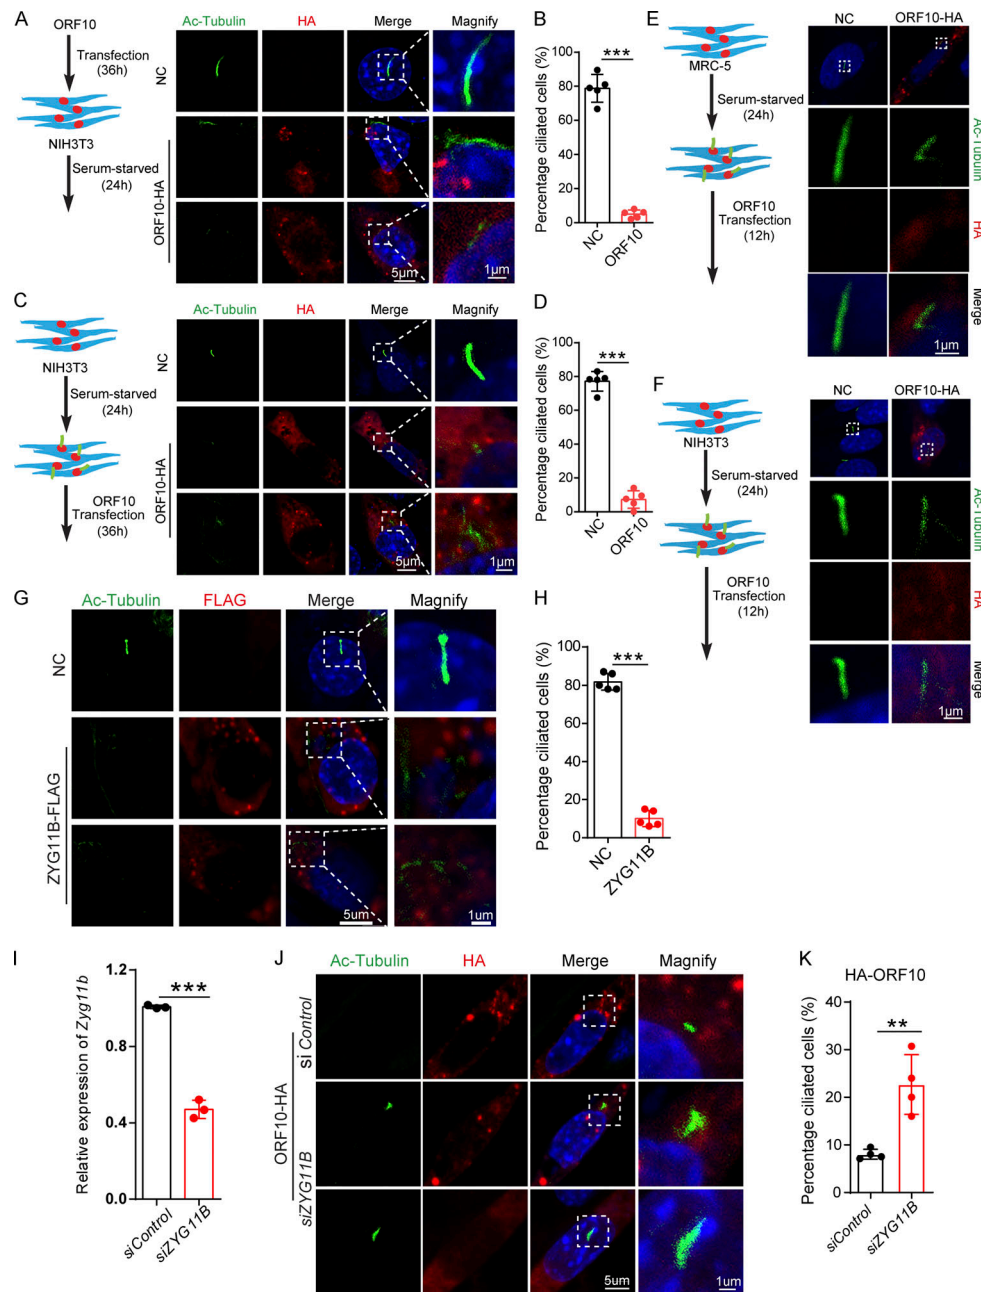 A
ORF10
Transfection
(36h)
NIH3T3
Serum-starved
(24h)
Ac-Tubulin
HA
Merge
Magnify
NC
ORF10-HA
5µm
1µm
B
Percentage ciliated cells (%)
100
80
60
40
20
0
***
NC
ORF10
C
NIH3T3
Serum-starved
(24h)
ORF10
Transfection
(36h)
Ac-Tubulin
HA
Merge
Magnify
NC
ORF10-HA
5µm
1µm
D
Percentage ciliated cells (%)
100
80
60
40
20
0
***
NC
ORF10
E
MRC-5
Serum-starved
(24h)
ORF10
Transfection
(12h)
NC
ORF10-HA
Ac-Tubulin
HA
Merge
1µm
F
NIH3T3
Serum-starved
(24h)
ORF10
Transfection
(12h)
NC
ORF10-HA
Ac-Tubulin
HA
Merge
1µm
G
Ac-Tubulin
FLAG
Merge
Magnify
NC
ZYG11B-FLAG
5um
1um
H
Percentage ciliated cells (%)
100
80
60
40
20
0
***
NC
ZYG11B
I
Relative expression of Zyg11b
1.2
0.8
0.4
0.0
***
siControl
siZYG11B
J
Ac-Tubulin
HA
Merge
Magnify
ORF10-HA
si Control
siZYG11B
5um
1um
K
HA-ORF10
Percentage ciliated cells (%)
40
30
20
10
0
**
siControl
siZYG11B